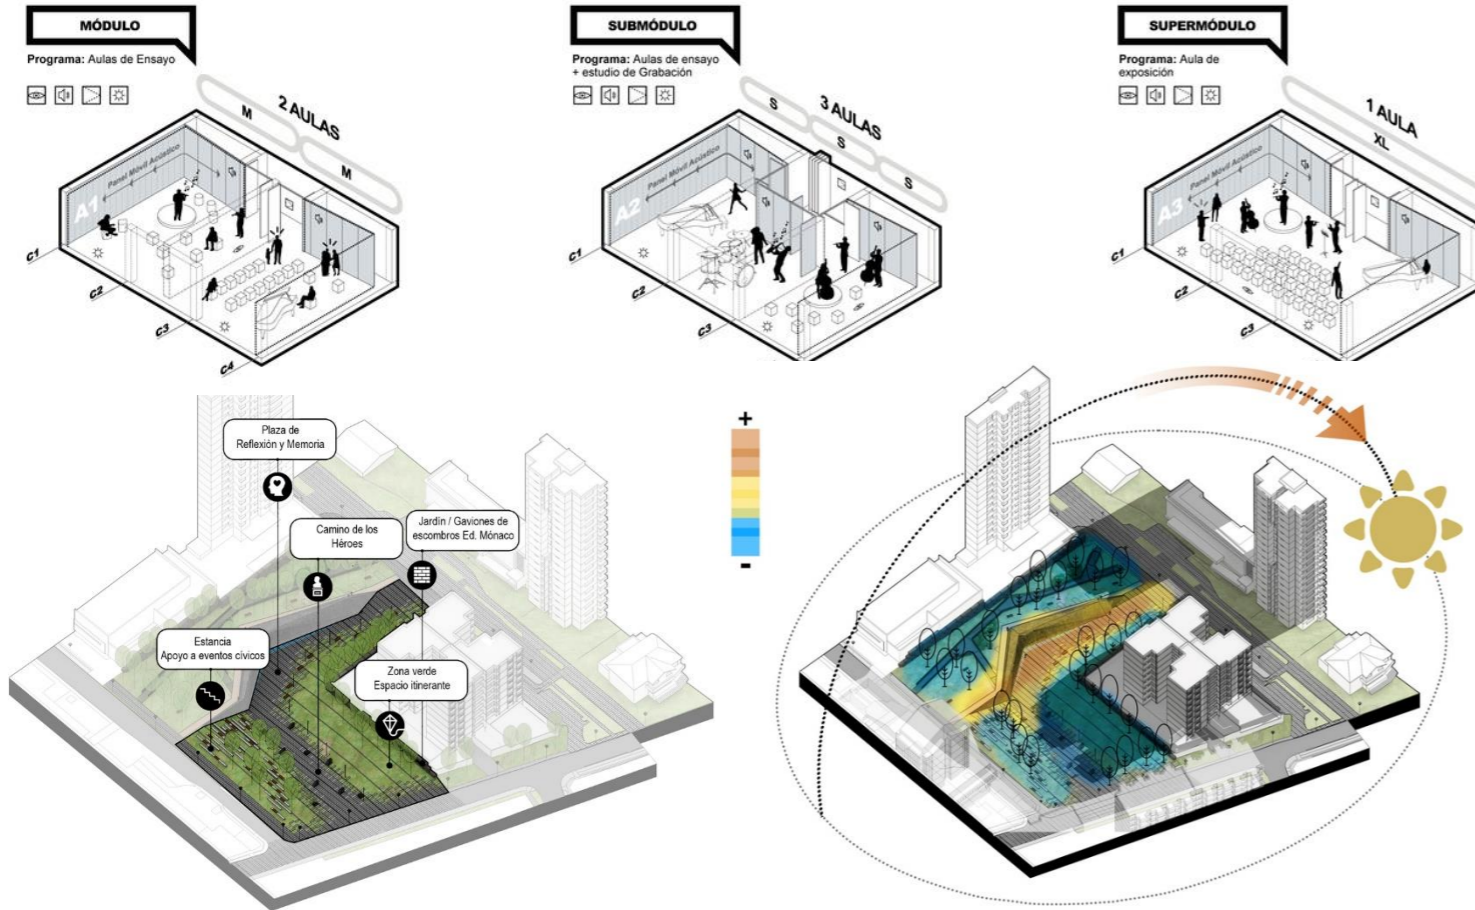 MÓDULO
Programa: Aulas de Ensayo
2 AULAS
M
M
Panel Móvil Acústico
A1
C1
C2
C3
C4
SUBMÓDULO
Programa: Aulas de ensayo
+ estudio de Grabación
3 AULAS
S
S
S
Panel Móvil Acústico
A2
C1
C2
C3
SUPERMÓDULO
Programa: Aula de
exposición
1 AULA
XL
Panel Móvil Acústico
A3
C1
C2
C3
Plaza de
Reflexión y Memoria
Camino de los
Héroes
Jardín / Gaviones de
escombros Ed. Mónaco
Estancia
Apoyo a eventos cívicos
Zona verde
Espacio itinerante
+
-